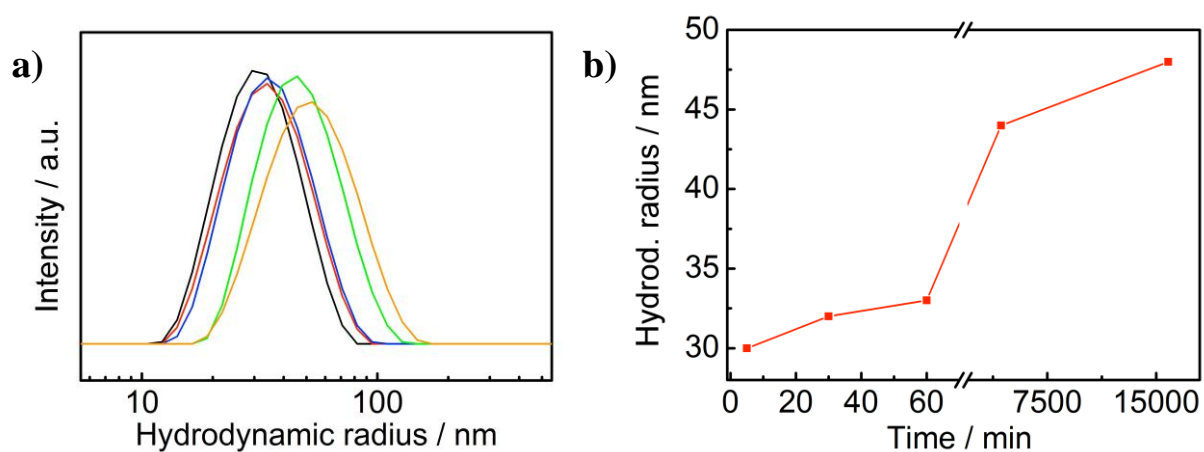 a)
Intensity / a.u.
10
100
Hydrodynamic radius / nm
b)
Hydrod. radius / nm
50
45
40
35
30
0
20
40
60
7500
15000
Time / min